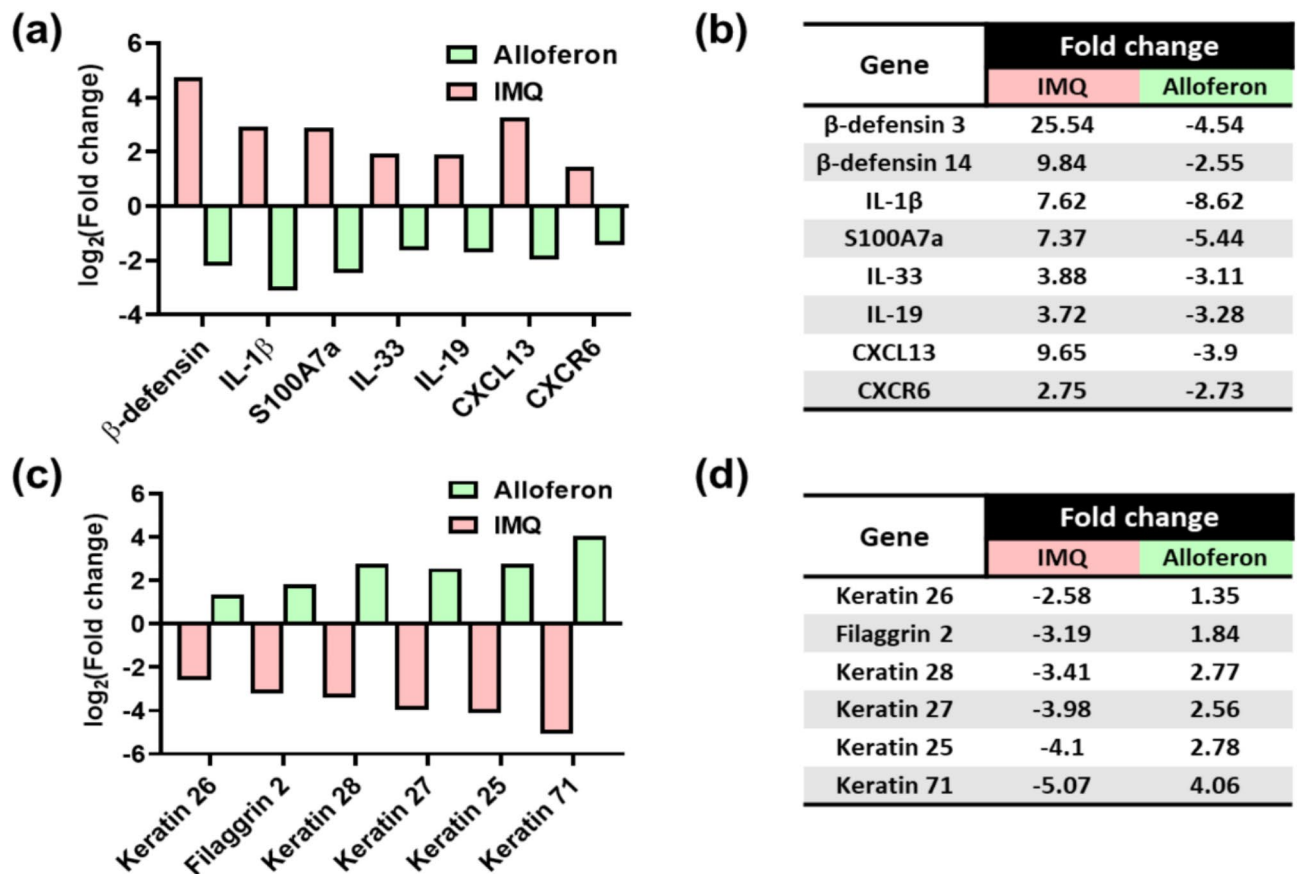 (a)
log₂(Fold change)
6
4
2
0
-2
-4
Alloferon
IMQ
β-defensin
IL-1β
S100A7a
IL-33
IL-19
CXCL13
CXCR6
(b)
Gene Fold change
IMQ Alloferon
β-defensin 3 25.54 -4.54
β-defensin 14 9.84 -2.55
IL-1β 7.62 -8.62
S100A7a 7.37 -5.44
IL-33 3.88 -3.11
IL-19 3.72 -3.28
CXCL13 9.65 -3.9
CXCR6 2.75 -2.73
(c)
log₂(Fold change)
6
4
2
0
-2
-4
-6
Alloferon
IMQ
Keratin 26
Filaggrin 2
Keratin 28
Keratin 27
Keratin 25
Keratin 71
(d)
Gene Fold change
IMQ Alloferon
Keratin 26 -2.58 1.35
Filaggrin 2 -3.19 1.84
Keratin 28 -3.41 2.77
Keratin 27 -3.98 2.56
Keratin 25 -4.1 2.78
Keratin 71 -5.07 4.06